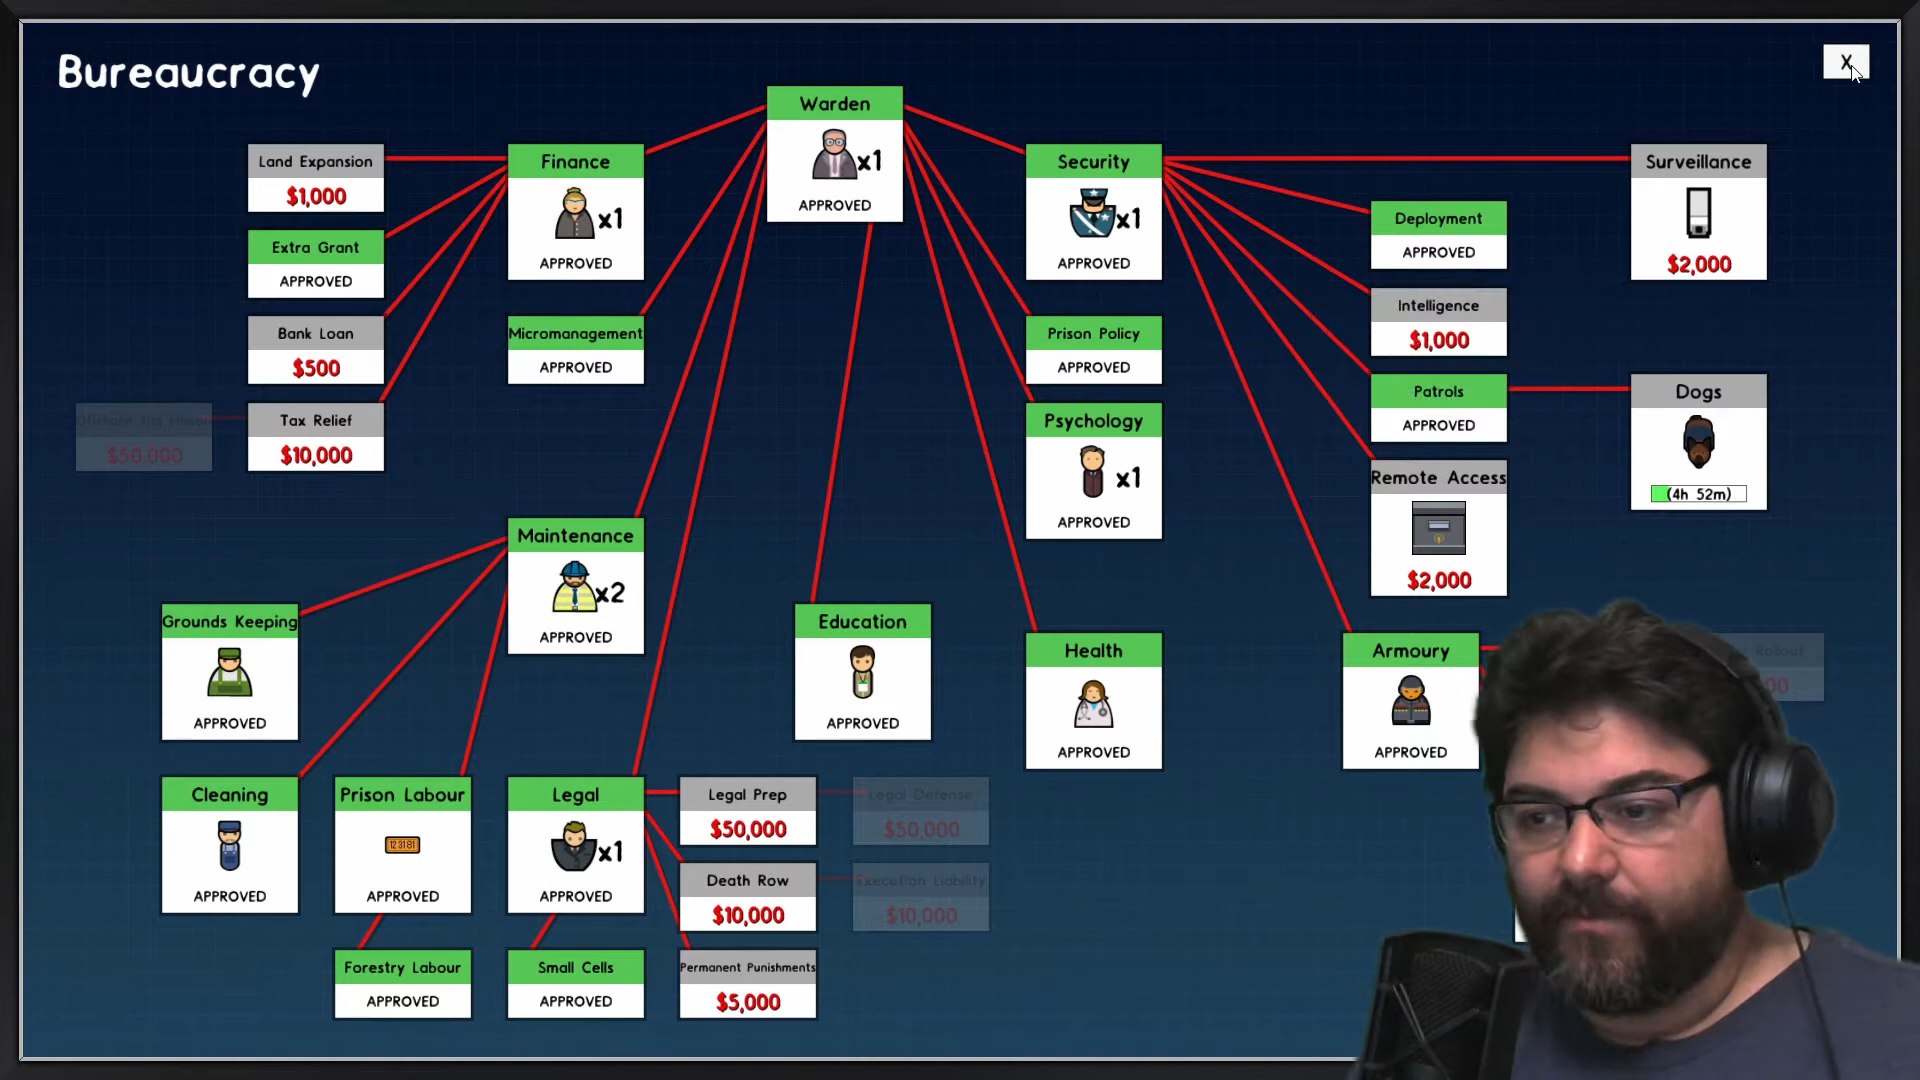 Bureaucracy
X
Warden
x1
APPROVED
Land Expansion
$1,000
Finance
x1
APPROVED
Security
x1
APPROVED
Surveillance
$2,000
Extra Grant
APPROVED
Deployment
APPROVED
Bank Loan
$500
Micromanagement
APPROVED
Prison Policy
APPROVED
Intelligence
$1,000
$50,000
Tax Relief
$10,000
Psychology
x1
APPROVED
Patrols
APPROVED
Dogs
(4h 52m)
Remote Access
$2,000
Maintenance
x2
APPROVED
Grounds Keeping
APPROVED
Education
APPROVED
Health
APPROVED
Armoury
APPROVED
Rollout
Cleaning
APPROVED
Prison Labour
123181
APPROVED
Legal
x1
APPROVED
Legal Prep
$50,000
Legal Defense
$50,000
Death Row
$10,000
Execution Liability
$10,000
Forestry Labour
APPROVED
Small Cells
APPROVED
Permanent Punishments
$5,000